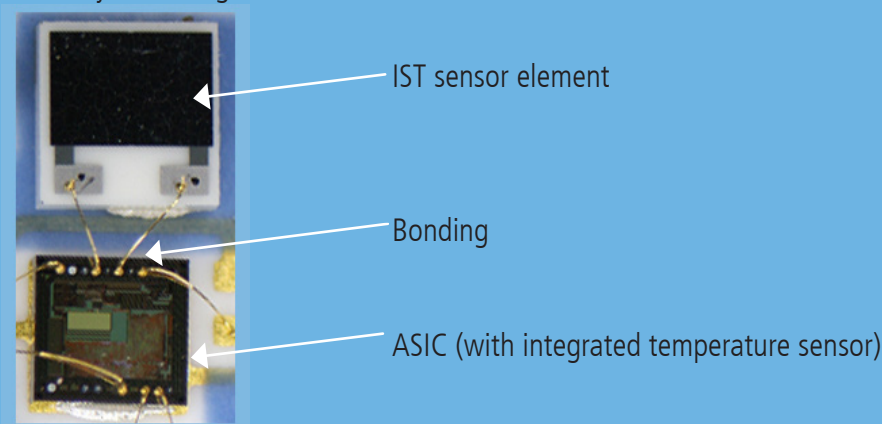 IST sensor element
Bonding
ASIC (with integrated temperature sensor)